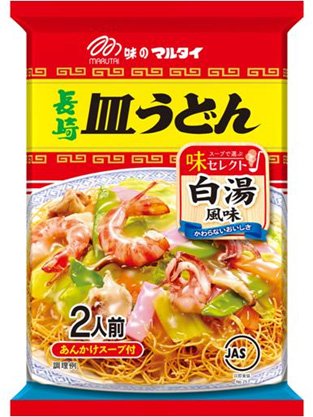 味のマルタイ
MARUTAI
長崎
皿うどん
スープで選ぶ
味セレクト
白湯
風味
かわらないおいしさ
2人前
あんかけスープ付
調理例
JAS